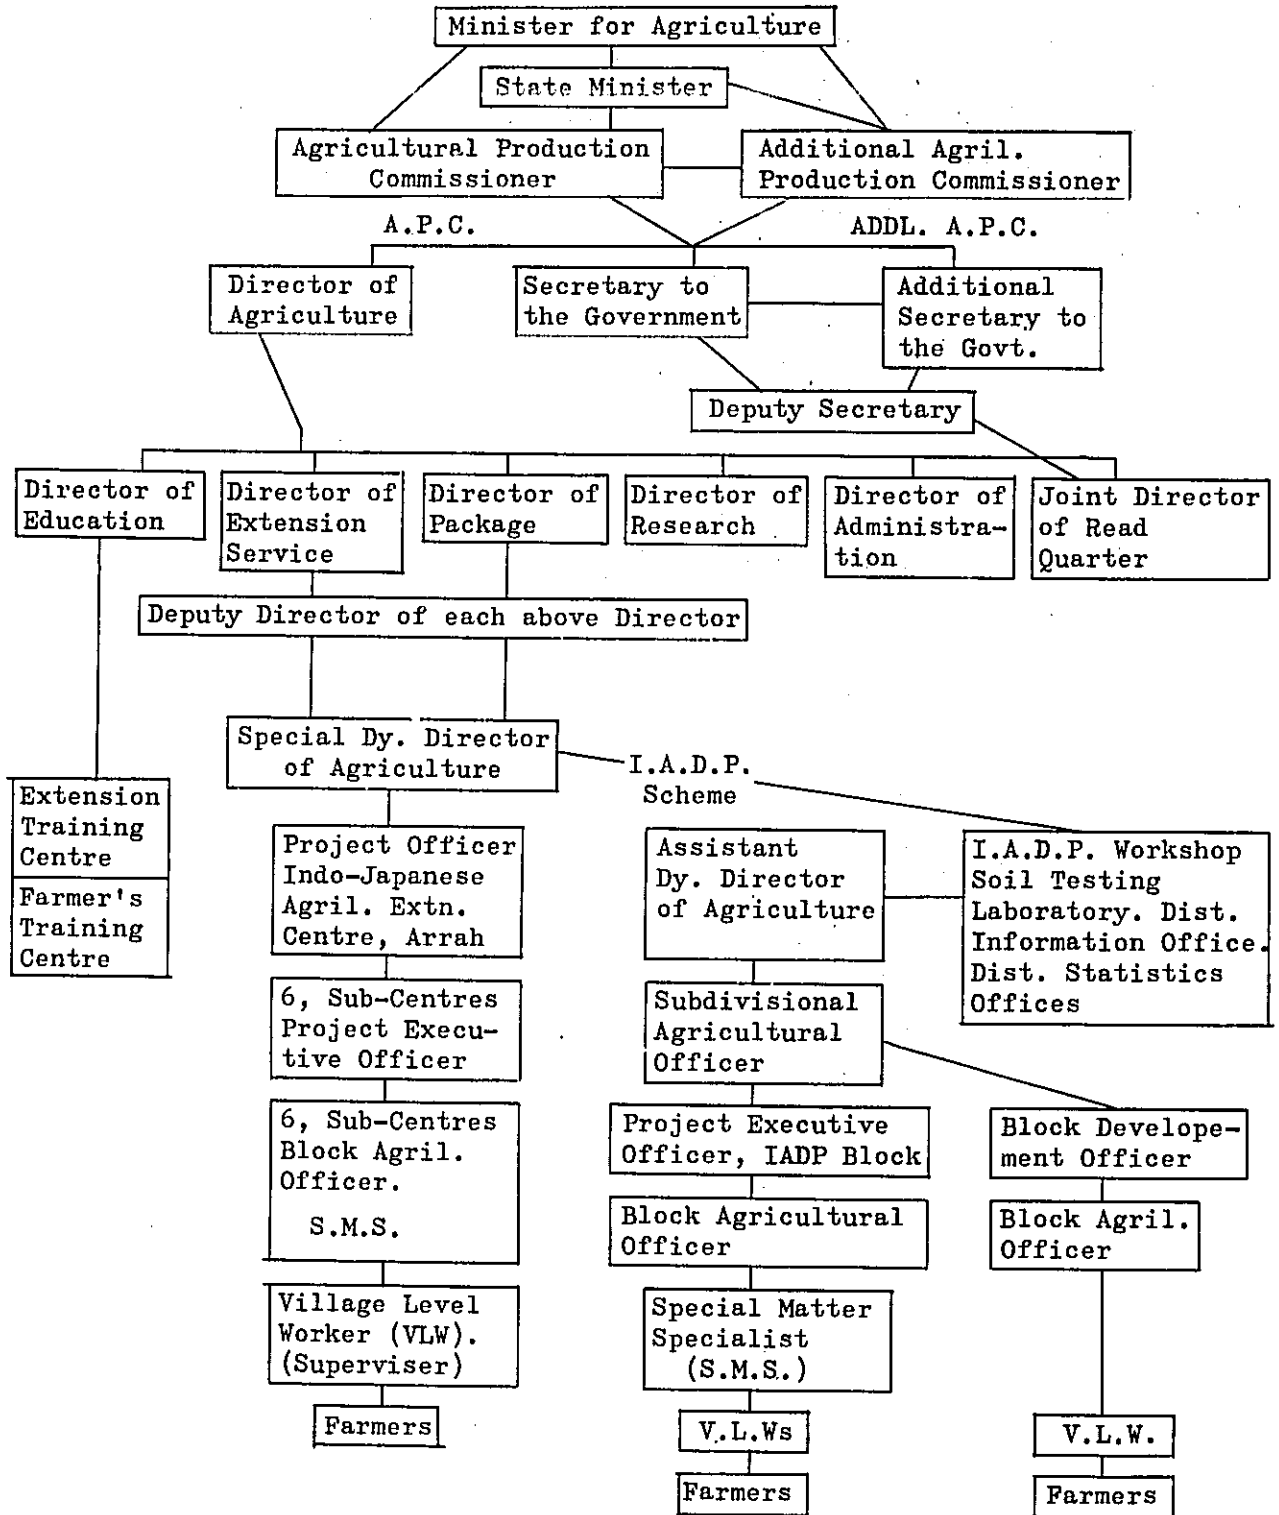 Minister for Agriculture
State Minister
Agricultural Production
Commissioner
Additional Agril.
Production Commissioner
A.P.C.
ADDL. A.P.C.
Director of
Agriculture
Secretary to
the Government
Additional
Secretary to
the Govt.
Deputy Secretary
Director of
Education
Director of
Extension
Service
Director of
Package
Director of
Research
Director of
Administra-
tion
Joint Director
of Read
Quarter
Deputy Director of each above Director
Special Dy. Director
of Agriculture
I.A.D.P.
Scheme
Extension
Training
Centre
Farmer's
Training
Centre
Project Officer
Indo-Japanese
Agril. Extn.
Centre, Arrah
Assistant
Dy. Director
of Agriculture
I.A.D.P. Workshop
Soil Testing
Laboratory. Dist.
Information Office.
Dist. Statistics
Offices
6, Sub-Centres
Project Execu-
tive Officer
Subdivisional
Agricultural
Officer
6, Sub-Centres
Block Agril.
Officer.
S.M.S.
Project Executive
Officer, IADP Block
Block Develope-
ment Officer
Block Agricultural
Officer
Block Agril.
Officer
Village Level
Worker (VLW).
(Superviser)
Special Matter
Specialist
(S.M.S.)
Farmers
V.L.Ws
V.L.W.
Farmers
Farmers